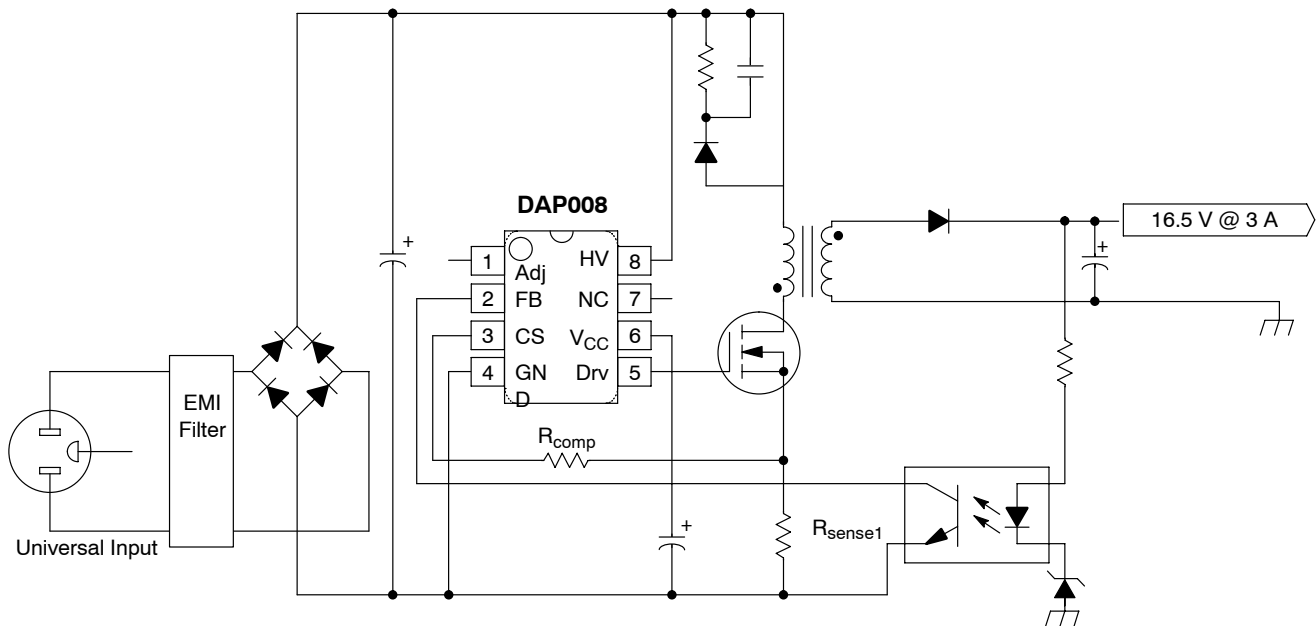 DAP008
1
Adj
HV
8
2
FB
NC
7
3
CS
VCC
6
4
GN
D
Drv
5
16.5 V @ 3 A
EMI
Filter
Rcomp
Rsense1
Universal Input
+
+
+